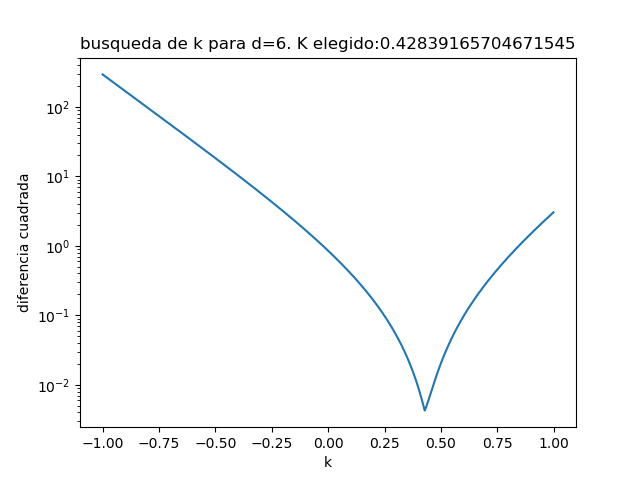 busqueda de k para d=6. K elegido:0.42839165704671545
diferencia cuadrada
10²
10¹
10⁰
10⁻¹
10⁻²
−1.00 −0.75 −0.50 −0.25 0.00 0.25 0.50 0.75 1.00
k